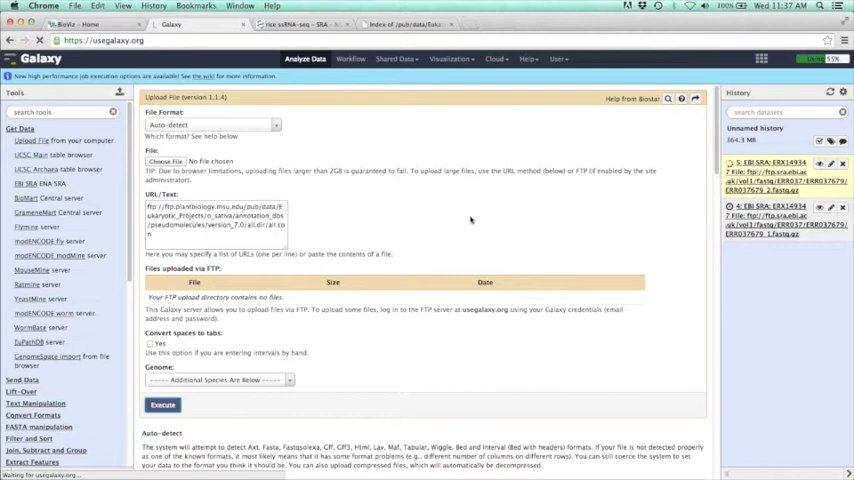 Chrome File Edit View History Bookmarks Window Help 100% Wed 11:37 AM
BioViz - Home Galaxy rice ssRNA-seq - SRA - N Index of /pub/data/Euka
https://usegalaxy.org
Galaxy Analyze Data Workflow Shared Data Visualization Cloud Help User Using 55%
New high performance job execution options are available! See the wiki for more information.
Tools
search tools
Get Data
Upload File from your computer
UCSC Main table browser
UCSC Archaea table browser
EBI SRA ENA SRA
BioMart Central server
GrameneMart Central server
Flymine server
modENCODE fly server
modENCODE modMine server
MouseMine server
Ratmine server
YeastMine server
modENCODE worm server
WormBase server
EuPathDB server
GenomeSpace import from file
browser
Send Data
Lift-Over
Text Manipulation
Convert Formats
FASTA manipulation
Filter and Sort
Join, Subtract and Group
Extract Features
Waiting for usegalaxy.org...
Upload File (version 1.1.4)
Help from Biostar
File Format:
Auto-detect
Which format? See help below
File:
Choose File No file chosen
TIP: Due to browser limitations, uploading files larger than 2GB is guaranteed to fail. To upload large files, use the URL method (below) or FTP (if enabled by the site
administrator).
URL/Text:
ftp://ftp.plantbiology.msu.edu/pub/data/E
ukaryotic_Projects/o_sativa/annotation_dbs
/pseudomolecules/version_7.0/all.dir/all.co
n
Here you may specify a list of URLs (one per line) or paste the contents of a file.
Files uploaded via FTP:
File Size Date
Your FTP upload directory contains no files.
This Galaxy server allows you to upload files via FTP. To upload some files, log in to the FTP server at usegalaxy.org using your Galaxy credentials (email
address and password).
Convert spaces to tabs:
Yes
Use this option if you are entering intervals by hand.
Genome:
----- Additional Species Are Below -----
Execute
Auto-detect
The system will attempt to detect Axt, Fasta, Fastqsolexa, Gff, Gff3, Html, Lav, Maf, Tabular, Wiggle, Bed and Interval (Bed with headers) formats. If your file is not detected properly
as one of the known formats, it most likely means that it has some format problems (e.g., different number of columns on different rows). You can still coerce the system to set
your data to the format you think it should be. You can also upload compressed files, which will automatically be decompressed.
History
search datasets
Unnamed history
364.3 MB
5: EBI SRA: ERX14934
7 File: ftp://ftp.sra.ebi.ac
.uk/vol1/fastq/ERR037/ERR037679/
ERR037679_2.fastq.gz
4: EBI SRA: ERX14934
7 File: ftp://ftp.sra.ebi.ac
.uk/vol1/fastq/ERR037/ERR037679/
ERR037679_1.fastq.gz